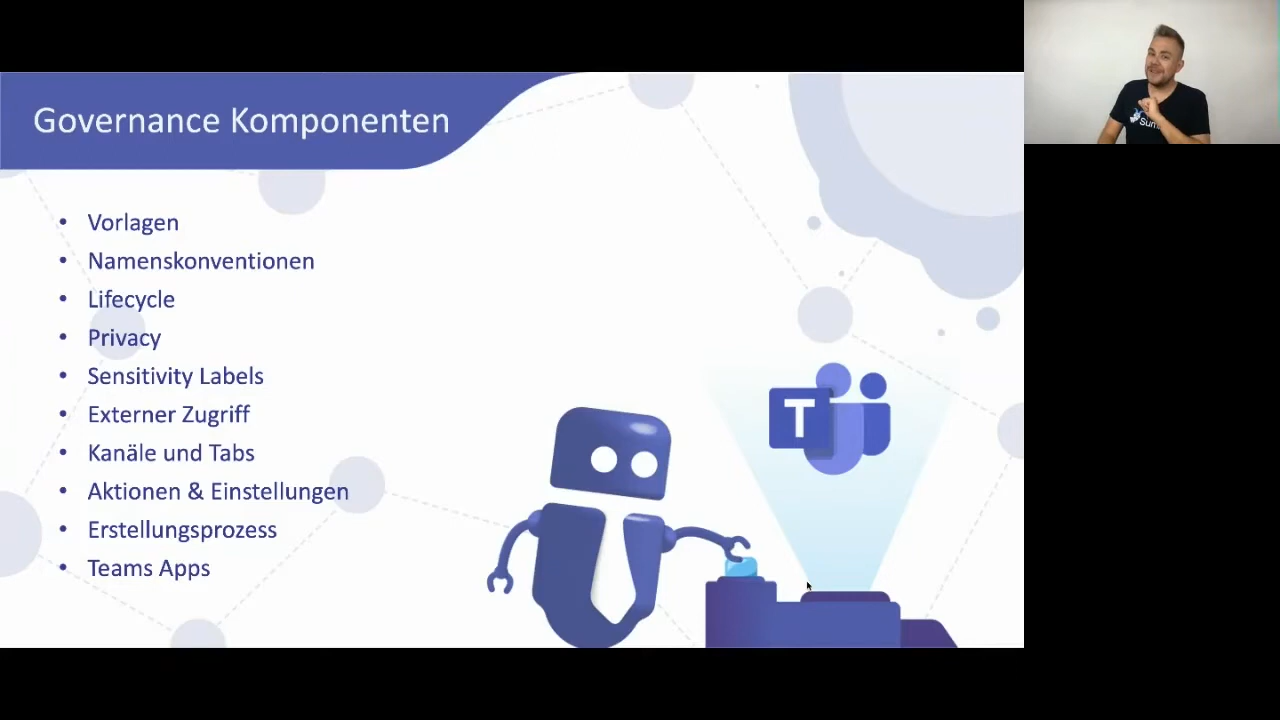 Governance Komponenten
• Vorlagen
• Namenskonventionen
• Lifecycle
• Privacy
• Sensitivity Labels
• Externer Zugriff
• Kanäle und Tabs
• Aktionen & Einstellungen
• Erstellungsprozess
• Teams Apps
T